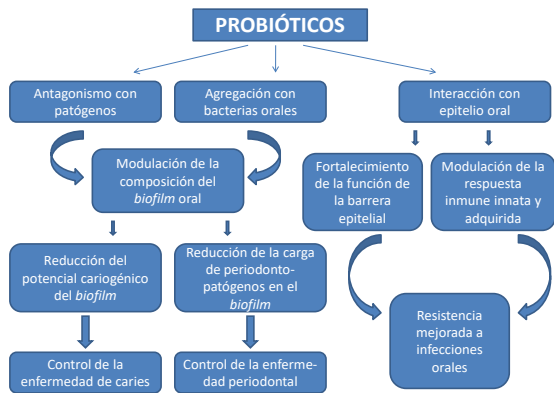 PROBIÓTICOS
Antagonismo con
patógenos
Agregación con
bacterias orales
Interacción con
epitelio oral
Modulación de la
composición del
biofilm oral
Fortalecimiento
de la función de
la barrera
epitelial
Modulación de la
respuesta
inmune innata y
adquirida
Reducción del
potencial cariogénico
del biofilm
Reducción de la carga
de periodonto-
patógenos en el
biofilm
Resistencia
mejorada a
infecciones
orales
Control de la
enfermedad de caries
Control de la enferme-
dad periodontal